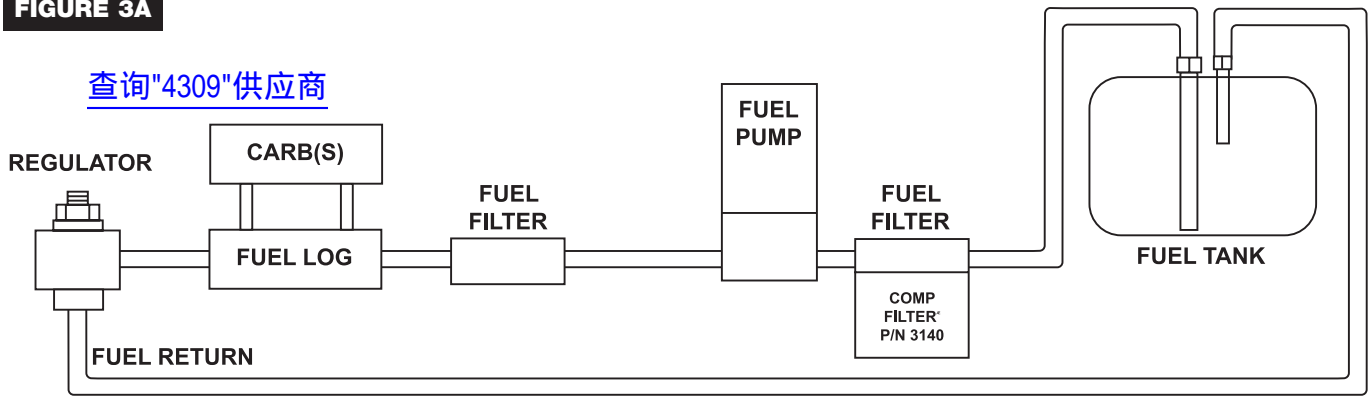 FIGURE 3A
查询"4309"供应商
REGULATOR
CARB(S)
FUEL LOG
FUEL
FILTER
FUEL
PUMP
FUEL
FILTER
COMP
FILTER*
P/N 3140
FUEL TANK
FUEL RETURN